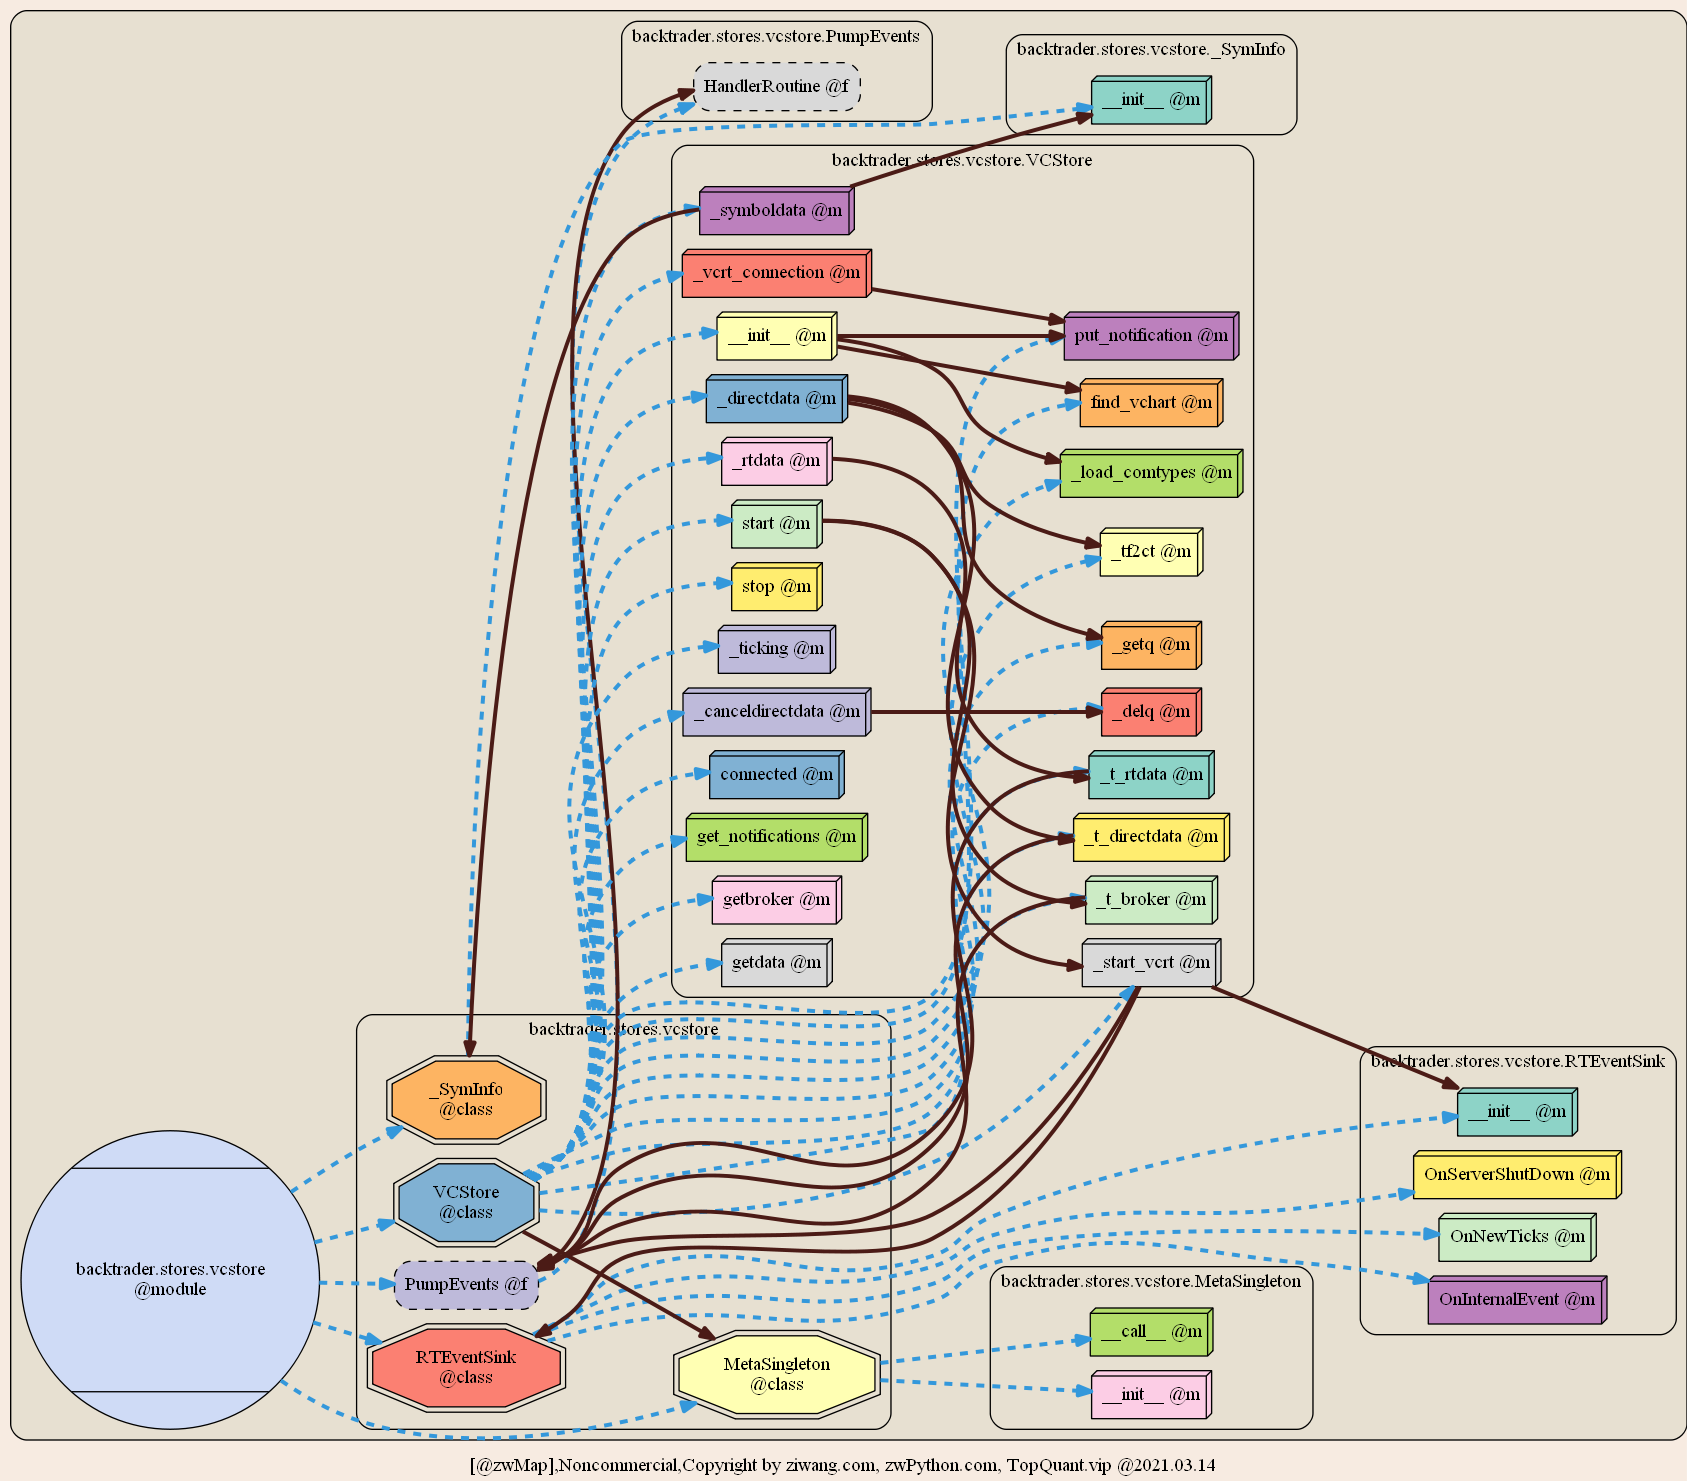 backtrader.stores.vcstore.PumpEvents
HandlerRoutine @f
backtrader.stores.vcstore._SymInfo
__init__ @m
backtrader.stores.vcstore.VCStore
_symboldata @m
_vcrt_connection @m
__init__ @m
_directdata @m
_rtdata @m
start @m
stop @m
_ticking @m
_canceldirectdata @m
connected @m
get_notifications @m
getbroker @m
getdata @m
put_notification @m
find_vchart @m
_load_comtypes @m
_tf2ct @m
_getq @m
_delq @m
_t_rtdata @m
_t_directdata @m
_t_broker @m
_start_vcrt @m
backtrader.stores.vcstore
_SymInfo
@class
VCStore
@class
PumpEvents @f
RTEventSink
@class
MetaSingleton
@class
backtrader.stores.vcstore
@module
backtrader.stores.vcstore.RTEventSink
__init__ @m
OnServerShutDown @m
OnNewTicks @m
OnInternalEvent @m
backtrader.stores.vcstore.MetaSingleton
__call__ @m
__init__ @m
[@zwMap],Noncommercial,Copyright by ziwang.com, zwPython.com, TopQuant.vip @2021.03.14